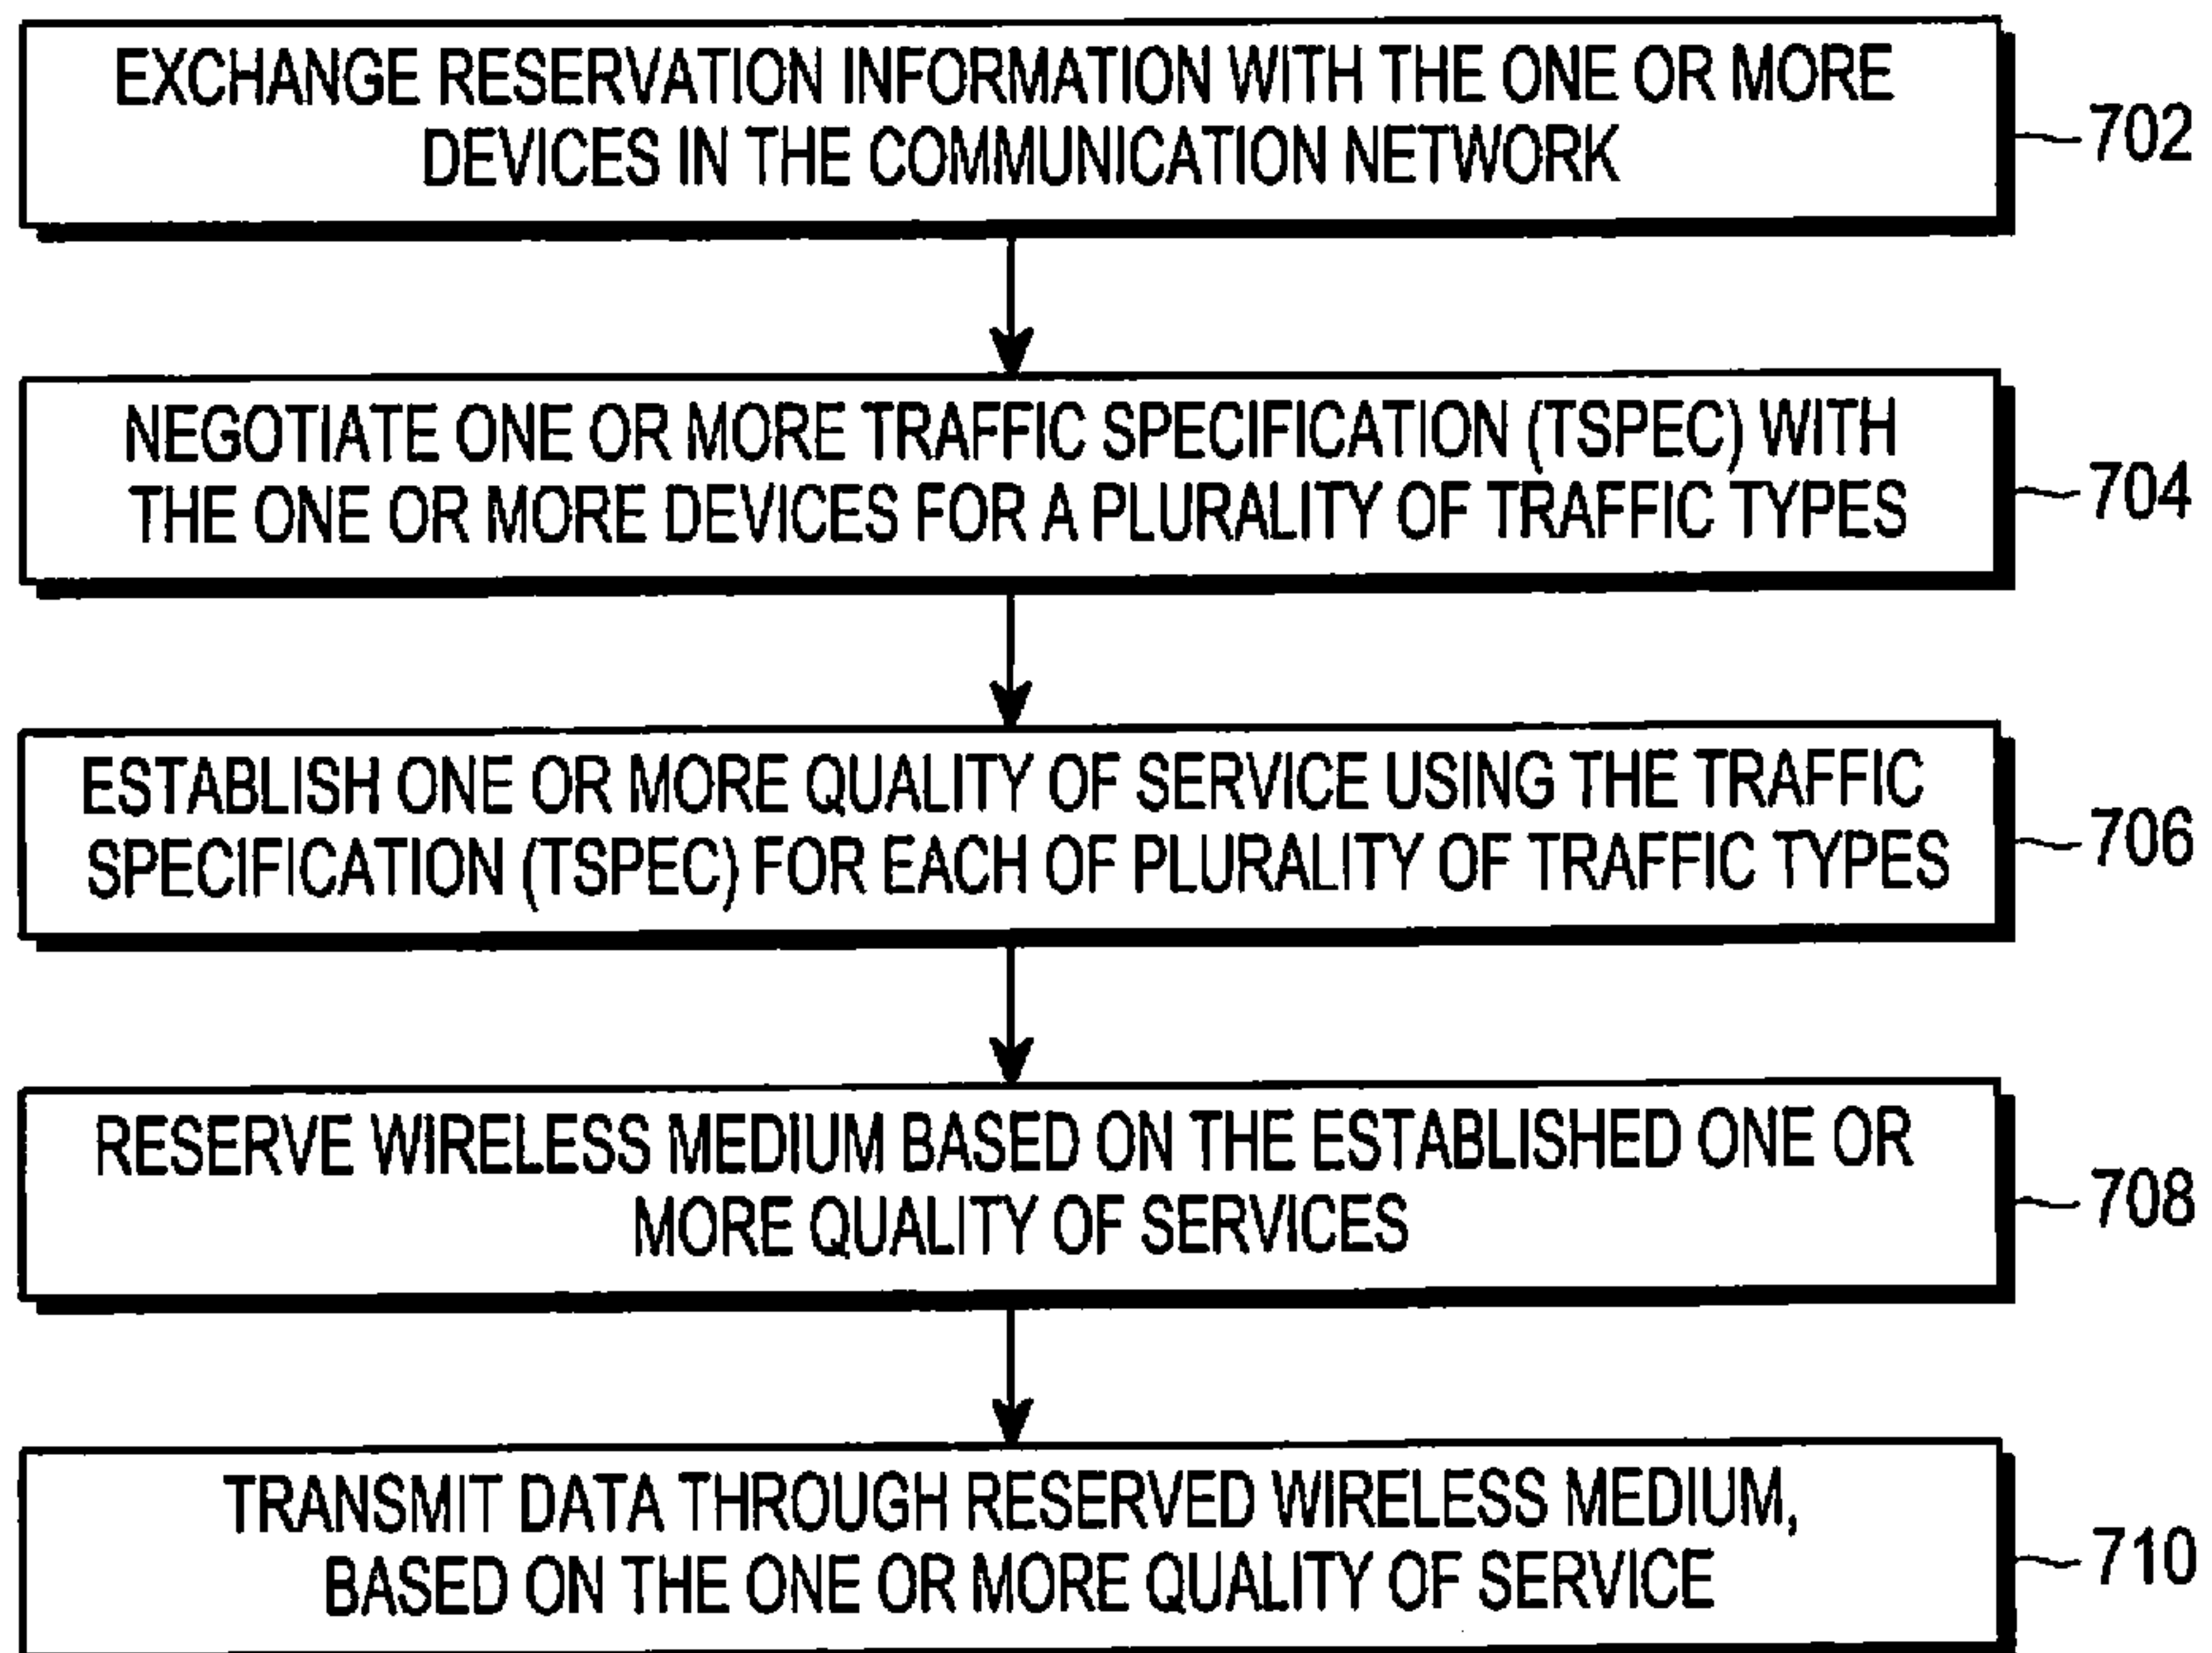 EXCHANGE RESERVATION INFORMATION WITH THE ONE OR MORE
DEVICES IN THE COMMUNICATION NETWORK
702
NEGOTIATE ONE OR MORE TRAFFIC SPECIFICATION (TSPEC) WITH
THE ONE OR MORE DEVICES FOR A PLURALITY OF TRAFFIC TYPES
704
ESTABLISH ONE OR MORE QUALITY OF SERVICE USING THE TRAFFIC
SPECIFICATION (TSPEC) FOR EACH OF PLURALITY OF TRAFFIC TYPES
706
RESERVE WIRELESS MEDIUM BASED ON THE ESTABLISHED ONE OR
MORE QUALITY OF SERVICES
708
TRANSMIT DATA THROUGH RESERVED WIRELESS MEDIUM,
BASED ON THE ONE OR MORE QUALITY OF SERVICE
710